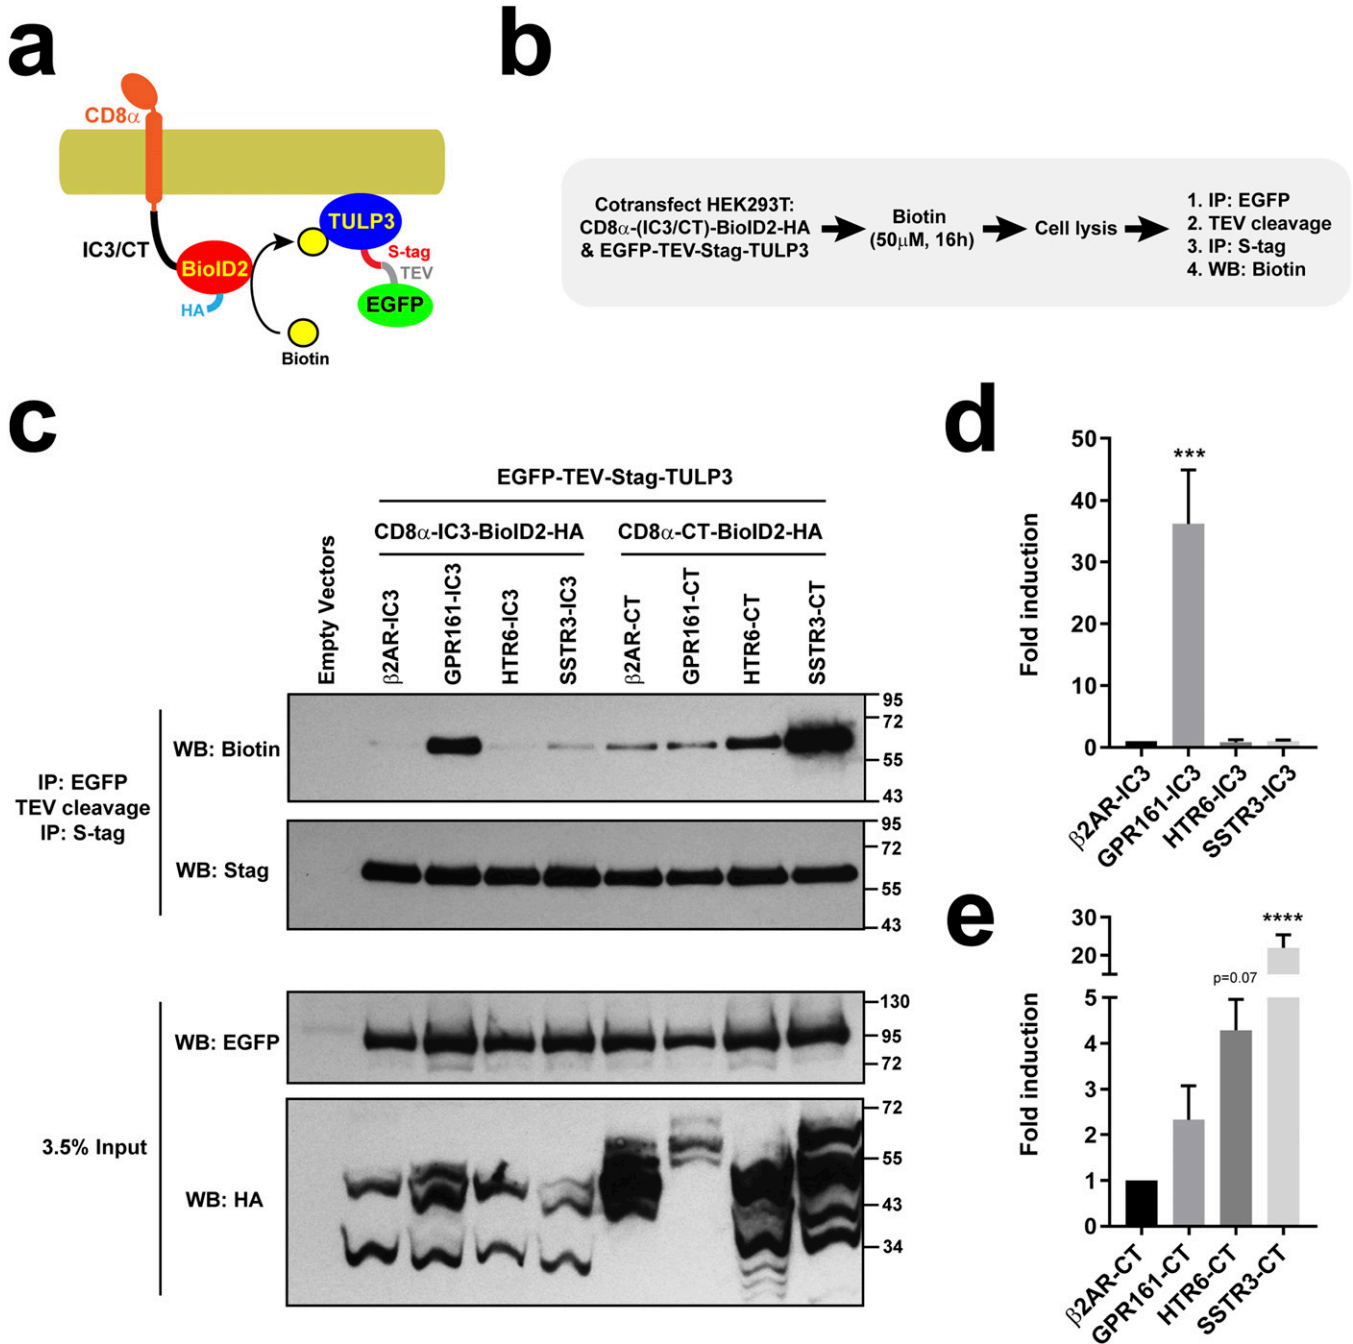 a
CD8α
IC3/CT
BioID2
HA
TULP3
S-tag
TEV
EGFP
Biotin
b
Cotransfect HEK293T:
CD8α-(IC3/CT)-BioID2-HA
& EGFP-TEV-Stag-TULP3
Biotin
(50μM, 16h)
Cell lysis
1. IP: EGFP
2. TEV cleavage
3. IP: S-tag
4. WB: Biotin
c
EGFP-TEV-Stag-TULP3
CD8α-IC3-BioID2-HA
CD8α-CT-BioID2-HA
Empty Vectors
β2AR-IC3
GPR161-IC3
HTR6-IC3
SSTR3-IC3
β2AR-CT
GPR161-CT
HTR6-CT
SSTR3-CT
IP: EGFP
TEV cleavage
IP: S-tag
WB: Biotin
95
72
55
43
WB: Stag
95
72
55
43
3.5% Input
WB: EGFP
130
95
72
WB: HA
72
55
43
34
d
Fold induction
50
40
30
20
10
0
***
β2AR-IC3
GPR161-IC3
HTR6-IC3
SSTR3-IC3
e
Fold induction
30
20
5
4
3
2
1
0
p=0.07
****
β2AR-CT
GPR161-CT
HTR6-CT
SSTR3-CT